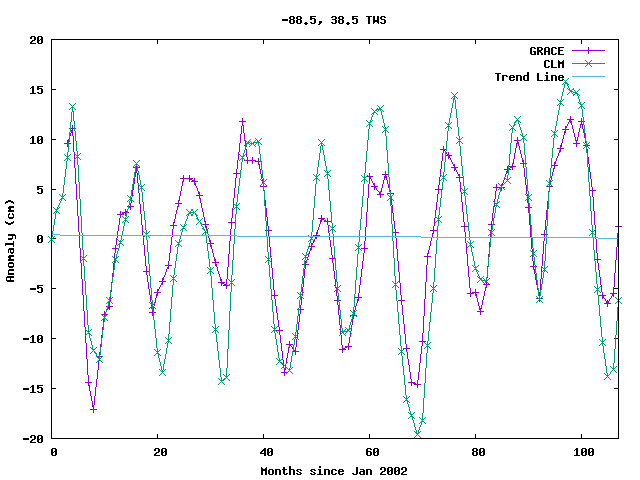 -88.5, 38.5 TWS
GRACE
CLM
Trend Line
20
15
10
5
0
-5
-10
-15
-20
Anomaly (cm)
0 20 40 60 80 100
Months since Jan 2002